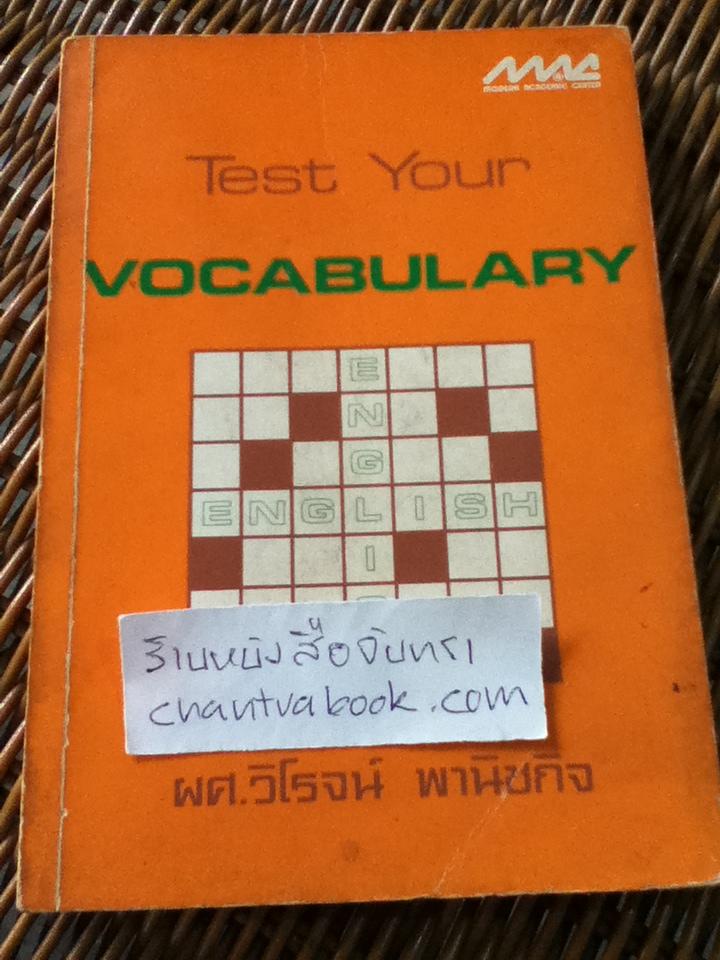 MAC
MODERN ACADEMIC CENTER
Test Your
VOCABULARY
E
N
G
ENGLISH
I
ร้านหนังสือจันทรา
chantrabook.com
ผศ.วิโรจน์ พานิชกิจ